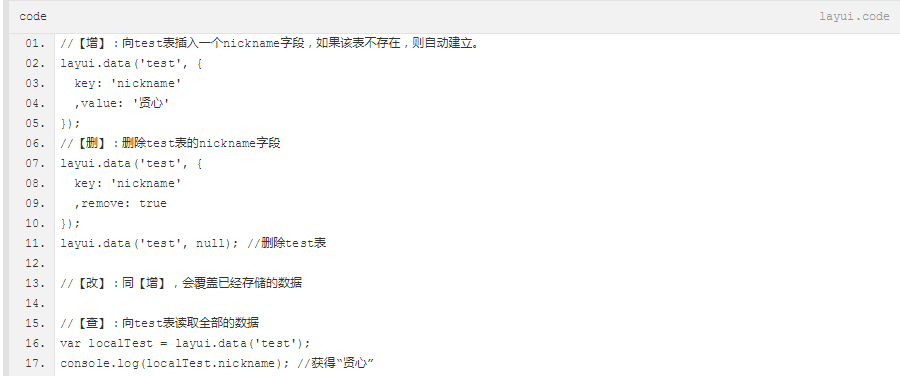 code layui.code
01. //【增】：向test表插入一个nickname字段，如果该表不存在，则自动建立。
02. layui.data('test', {
03.   key: 'nickname'
04.   ,value: '贤心'
05. });
06. //【删】：删除test表的nickname字段
07. layui.data('test', {
08.   key: 'nickname'
09.   ,remove: true
10. });
11. layui.data('test', null); //删除test表
12.
13. //【改】：同【增】，会覆盖已经存储的数据
14.
15. //【查】：向test表读取全部的数据
16. var localTest = layui.data('test');
17. console.log(localTest.nickname); //获得“贤心”